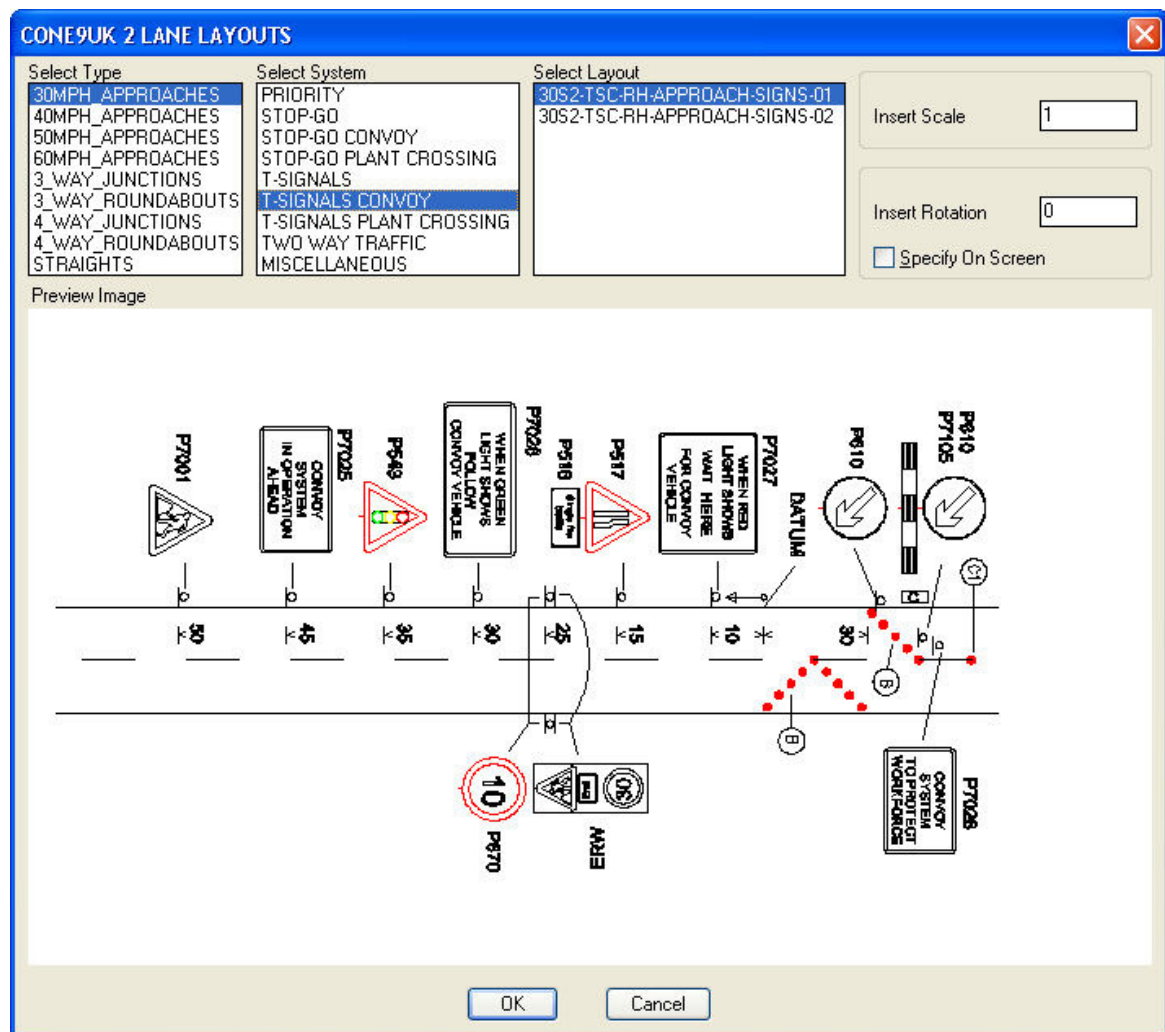 CONE9UK 2 LANE LAYOUTS
Select Type
30MPH_APPROACHES
40MPH_APPROACHES
50MPH_APPROACHES
60MPH_APPROACHES
3_WAY_JUNCTIONS
3_WAY_ROUNDABOUTS
4_WAY_JUNCTIONS
4_WAY_ROUNDABOUTS
STRAIGHTS
Select System
PRIORITY
STOP-GO
STOP-GO CONVOY
STOP-GO PLANT CROSSING
T-SIGNALS
T-SIGNALS CONVOY
T-SIGNALS PLANT CROSSING
TWO WAY TRAFFIC
MISCELLANEOUS
Select Layout
30S2-TSC-RH-APPROACH-SIGNS-01
30S2-TSC-RH-APPROACH-SIGNS-02
Insert Scale
1
Insert Rotation
0
Specify On Screen
Preview Image
P7001
P7025
CONVOY
SYSTEM
IN OPERATION
AHEAD
P543
P7028
WHEN GREEN
LIGHT SHOWS
FOLLOW
CONVOY VEHICLE
P518
P517
P7027
WHEN RED
LIGHT SHOWS
WAIT HERE
FOR CONVOY
VEHICLE
DATUM
P610
P610
P7105
C1
C
50
45
35
30
25
15
10
30
B
B
10
P670
30
END
EREW
P7026
CONVOY
SYSTEM
TO PROTECT
WORKFORCE
OK
Cancel